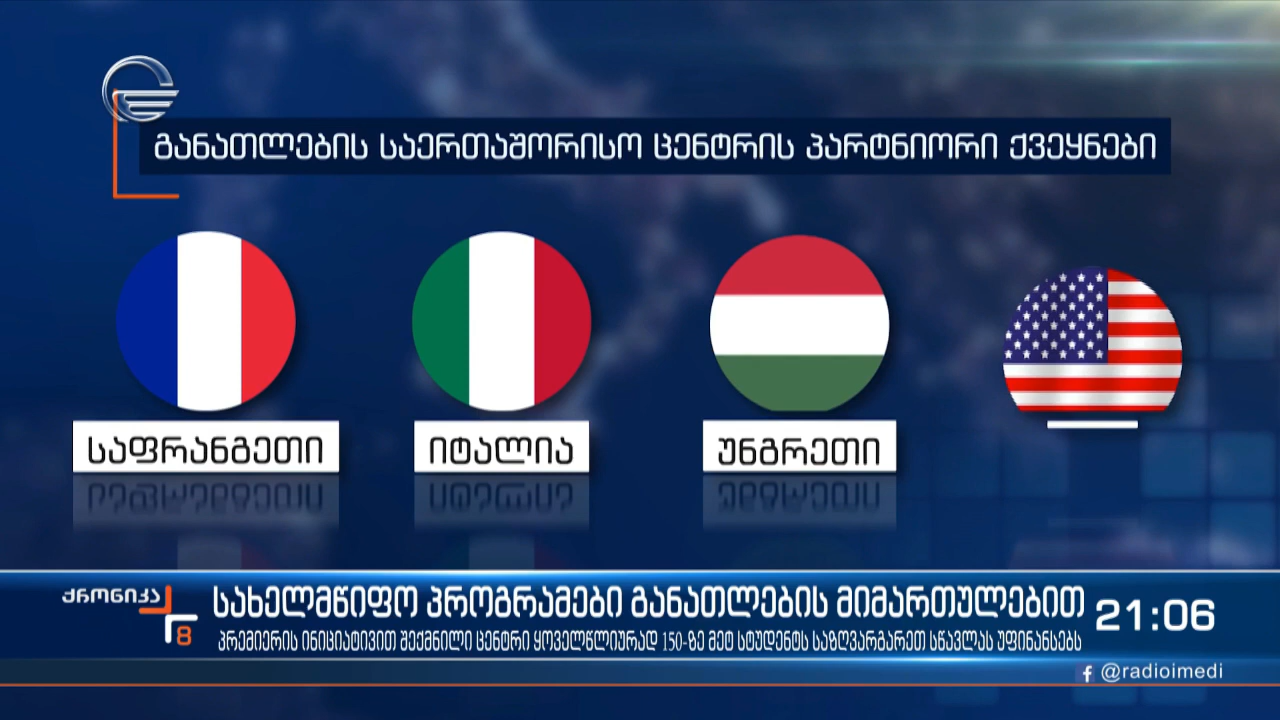 განათლების საერთაშორისო ცენტრის პარტნიორი ქვეყნები
საფრანგეთი
იტალია
უნგრეთი
ქრონიკა
8
სახელმწიფო პროგრამები განათლების მიმართულებით
პრემიერის ინიციატივით შექმნილი ცენტრი ყოველწლიურად 150-ზე მეტ სტუდენტს საზღვარგარეთ სწავლას უფინანსებს
21:06
f @radioimedi